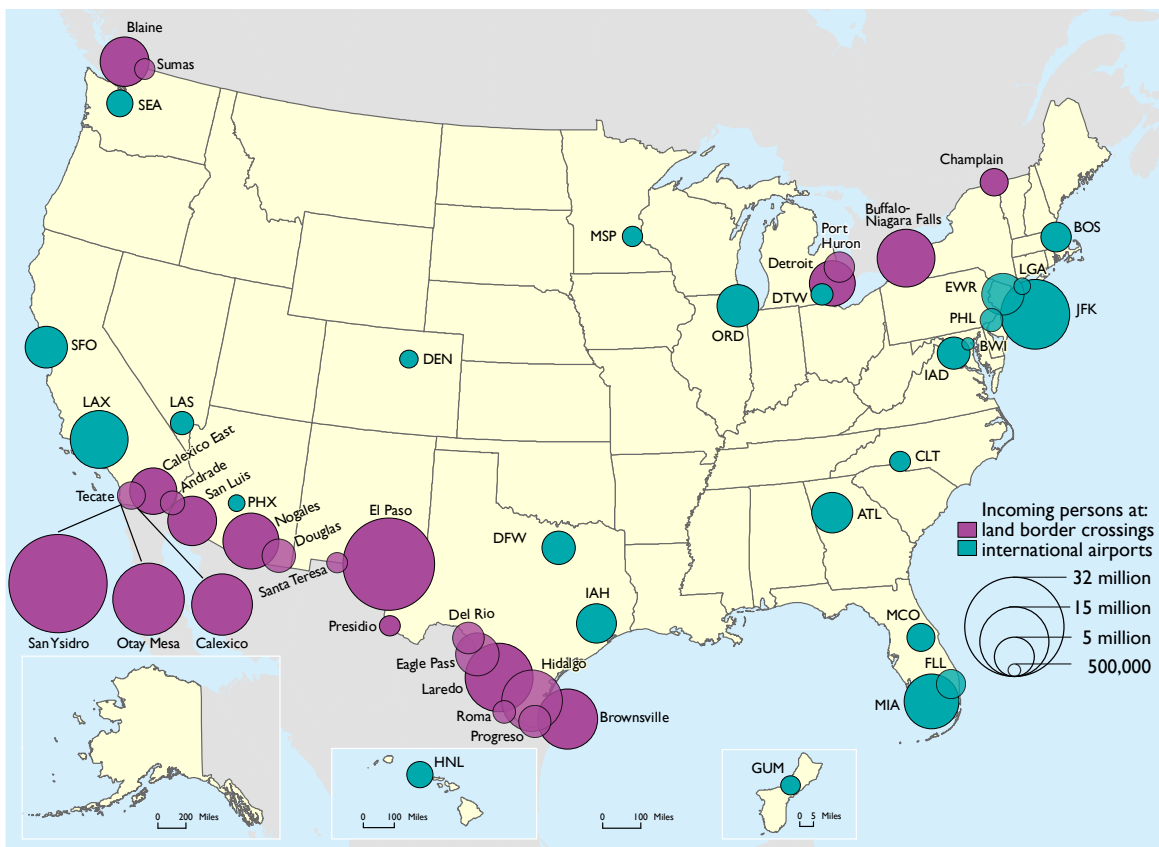 Blaine
Sumas
SEA
Champlain
Buffalo-
Niagara Falls
BOS
MSP
Port
Huron
Detroit
LGA
EWR
DTW
JFK
ORD
PHL
BWI
SFO
DEN
IAD
LAX
LAS
Calexico East
CLT
Andrade
San Luis
Tecate
PHX
El Paso
Nogales
ATL
Douglas
DFW
Santa Teresa
Incoming persons at:
land border crossings
international airports
32 million
15 million
5 million
500,000
IAH
Del Rio
MCO
Presidio
San Ysidro
Otay Mesa
Calexico
Eagle Pass
Hidalgo
FLL
Laredo
MIA
Roma
Brownsville
Progreso
HNL
GUM
0 200 Miles
0 100 Miles
0 100 Miles
0 5 Miles